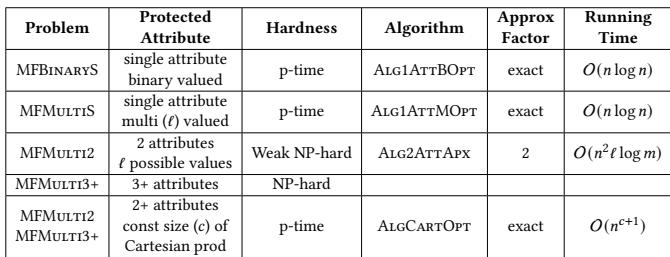 Problem Protected Attribute Hardness Algorithm Approx Factor Running Time
MFBinaryS single attribute binary valued p-time Alg1AttBOpt exact O(n log n)
MFMultiS single attribute multi (ℓ) valued p-time Alg1AttMOpt exact O(n log n)
MFMulti2 2 attributes ℓ possible values Weak NP-hard Alg2AttApx 2 O(n²ℓ log m)
MFMulti3+ 3+ attributes NP-hard
MFMulti2 MFMulti3+ 2+ attributes const size (c) of Cartesian prod p-time AlgCartOpt exact O(nᶜ⁺¹)